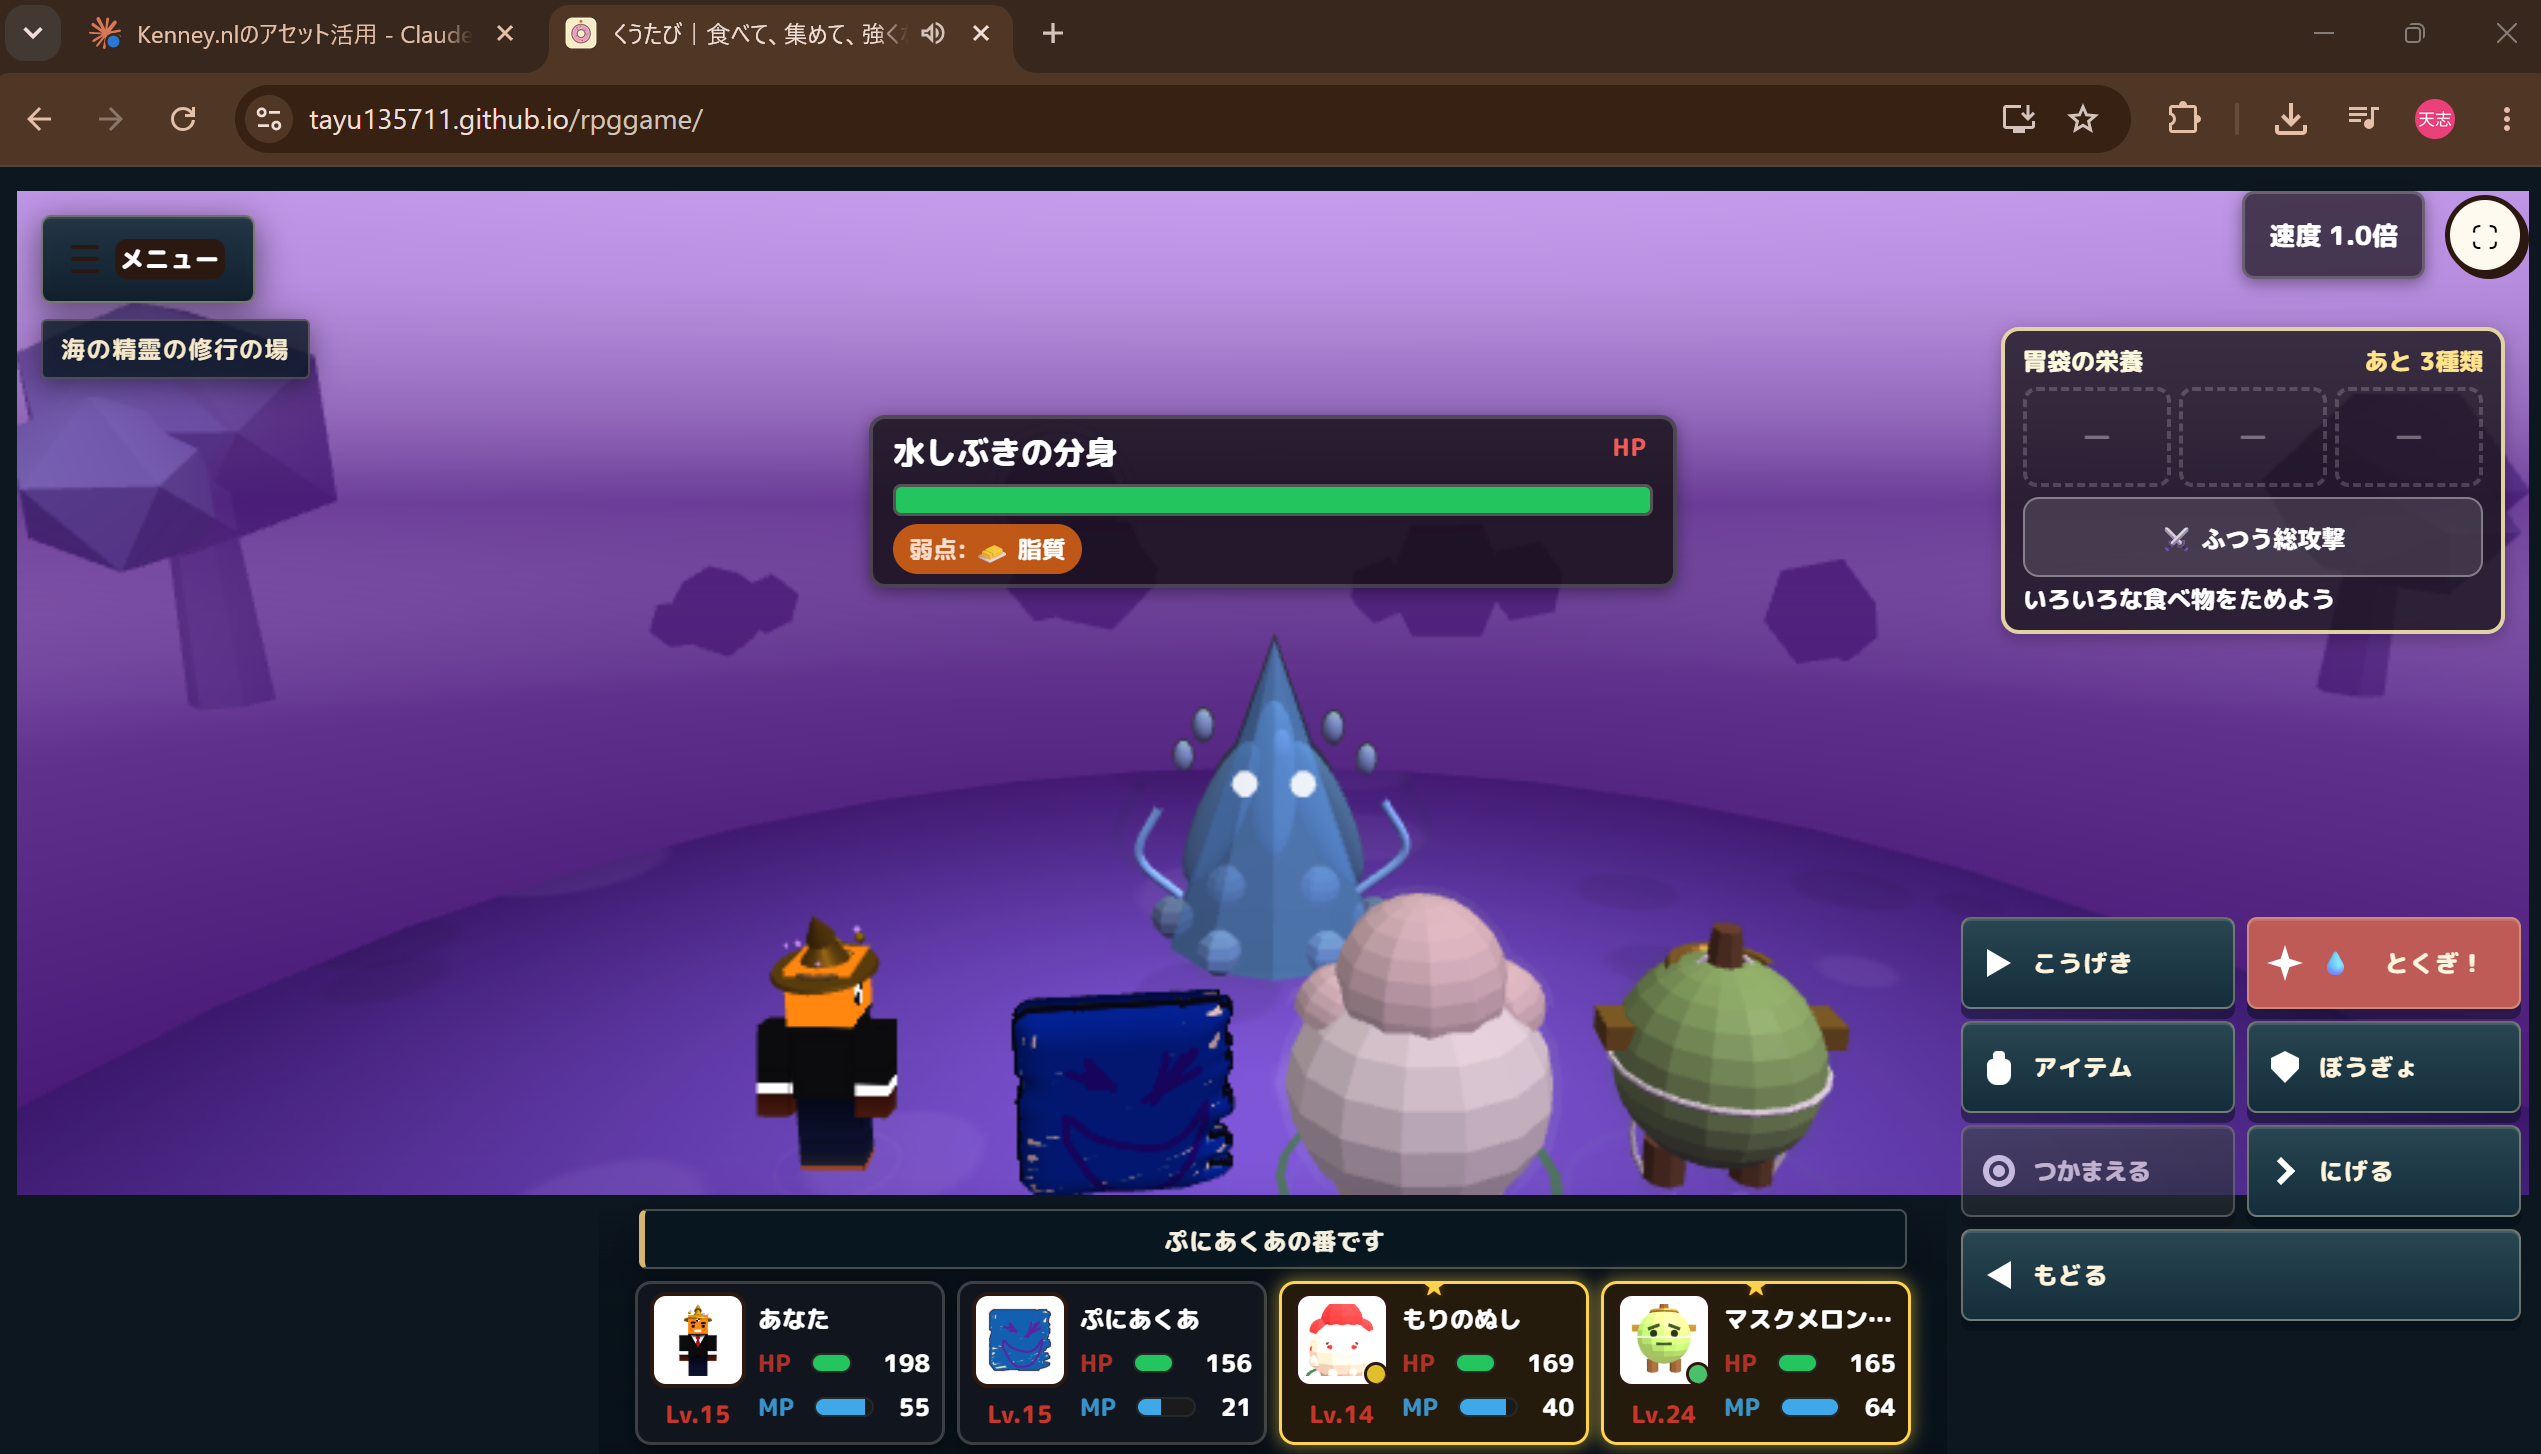 Kenney.nlのアセット活用 - Claude
くうたび｜食べて、集めて、強く
tayu135711.github.io/rpggame/
天志
メニュー
速度 1.0倍
海の精霊の修行の場
胃袋の栄養
あと 3種類
水しぶきの分身
HP
弱点: 脂質
ふつう総攻撃
いろいろな食べ物をためよう
こうげき
とくぎ！
アイテム
ぼうぎょ
つかまえる
にげる
もどる
ぷにあくあの番です
あなた
HP 198
Lv.15 MP 55
ぷにあくあ
HP 156
Lv.15 MP 21
もりのぬし
HP 169
Lv.14 MP 40
マスクメロン…
HP 165
Lv.24 MP 64